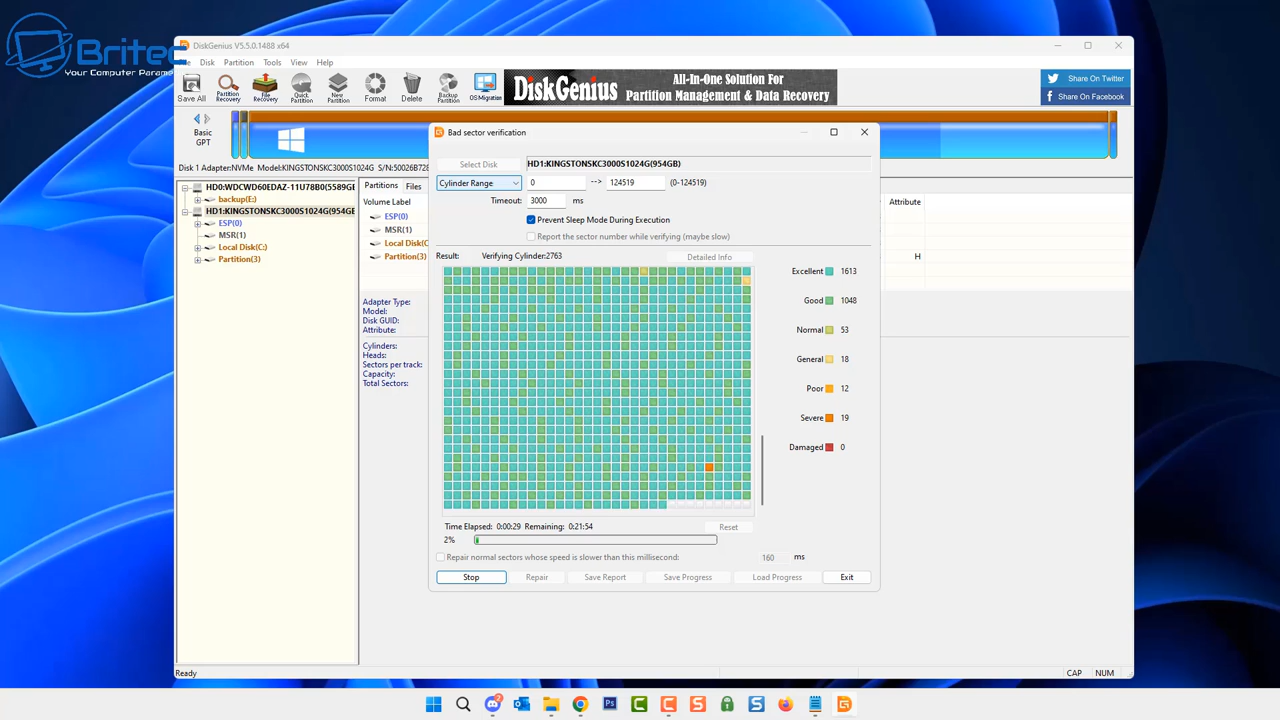 Britec
Your Computer Parame
DiskGenius V5.5.0.1488 x64
Disk Partition Tools View Help
Save All
Partition Recovery
File Recovery
Quick Partition
New Partition
Format
Delete
Backup Partition
OS Migration
DiskGenius
All-In-One Solution For
Partition Management & Data Recovery
Share On Twitter
Share On Facebook
Basic
GPT
Disk 1 Adapter:NVMe Model:KINGSTONSKC3000S1024G S/N:50026B728
HD0:WDCWD60EDAZ-11U78B0(5589GB
backup(E:)
HD1:KINGSTONSKC3000S1024G(954GB
ESP(0)
MSR(1)
Local Disk(C:)
Partition(3)
Partitions Files
Volume Label
ESP(0)
MSR(1)
Local Disk(C
Partition(3)
Attribute
H
Adapter Type:
Model:
Disk GUID:
Attribute:
Cylinders:
Heads:
Sectors per track:
Capacity:
Total Sectors:
Bad sector verification
Select Disk HD1:KINGSTONSKC3000S1024G(954GB)
Cylinder Range 0 --> 124519 (0-124519)
Timeout: 3000 ms
Prevent Sleep Mode During Execution
Report the sector number while verifying (maybe slow)
Result: Verifying Cylinder:2763 Detailed Info
Excellent 1613
Good 1048
Normal 53
General 18
Poor 12
Severe 19
Damaged 0
Time Elapsed: 0:00:29 Remaining: 0:21:54 Reset
2%
Repair normal sectors whose speed is slower than this millisecond: 160 ms
Stop Repair Save Report Save Progress Load Progress Exit
Ready CAP NUM